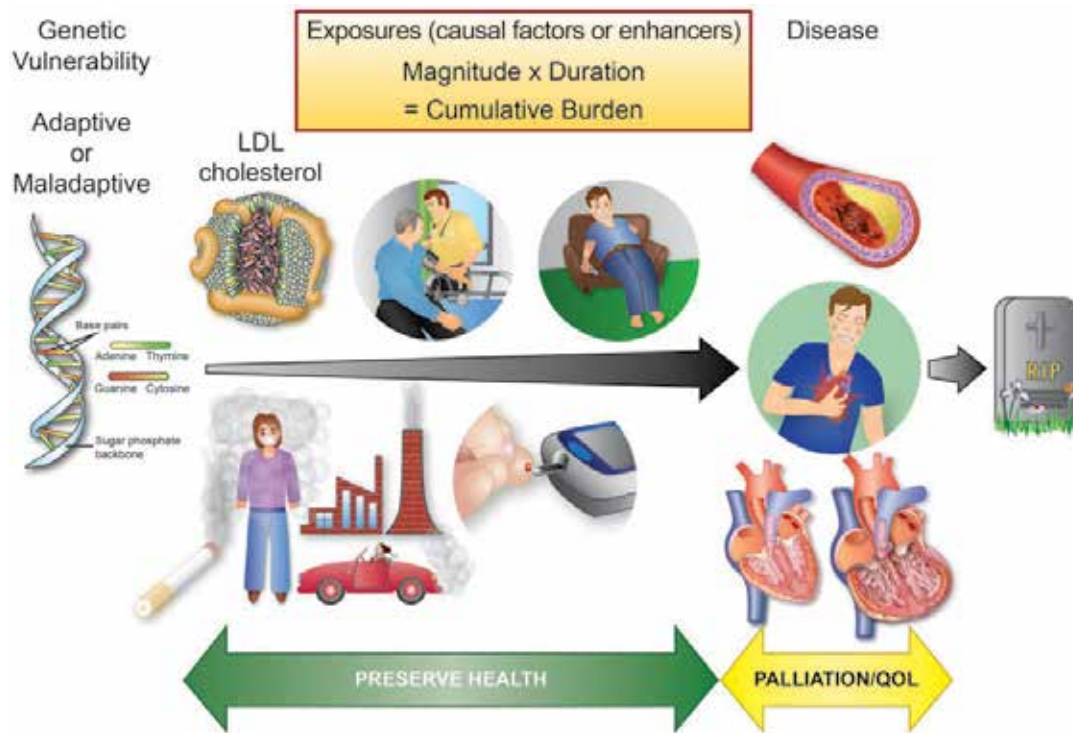 Genetic
Vulnerability
Adaptive
or
Maladaptive
Exposures (causal factors or enhancers)
Magnitude x Duration
= Cumulative Burden
Disease
LDL
cholesterol
Base pairs
Adenine Thymine
Guanine Cytosine
Sugar phosphate
backbone
R.I.P
PRESERVE HEALTH
PALLIATION/QOL